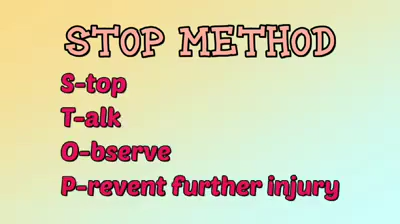 STOP METHOD
S-top
T-alk
O-bserve
P-revent further injury